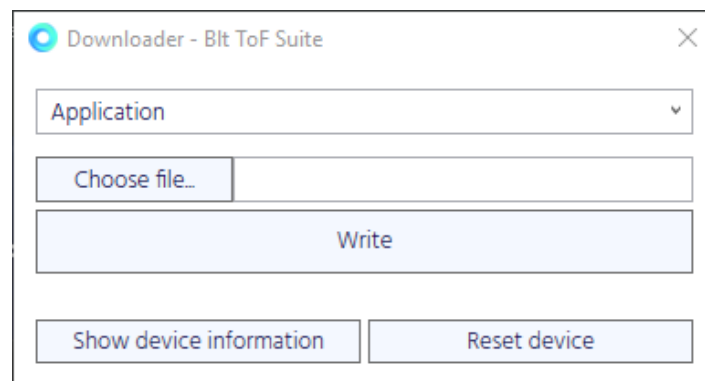 Downloader - Blt ToF Suite
Application
Choose file...
Write
Show device information
Reset device